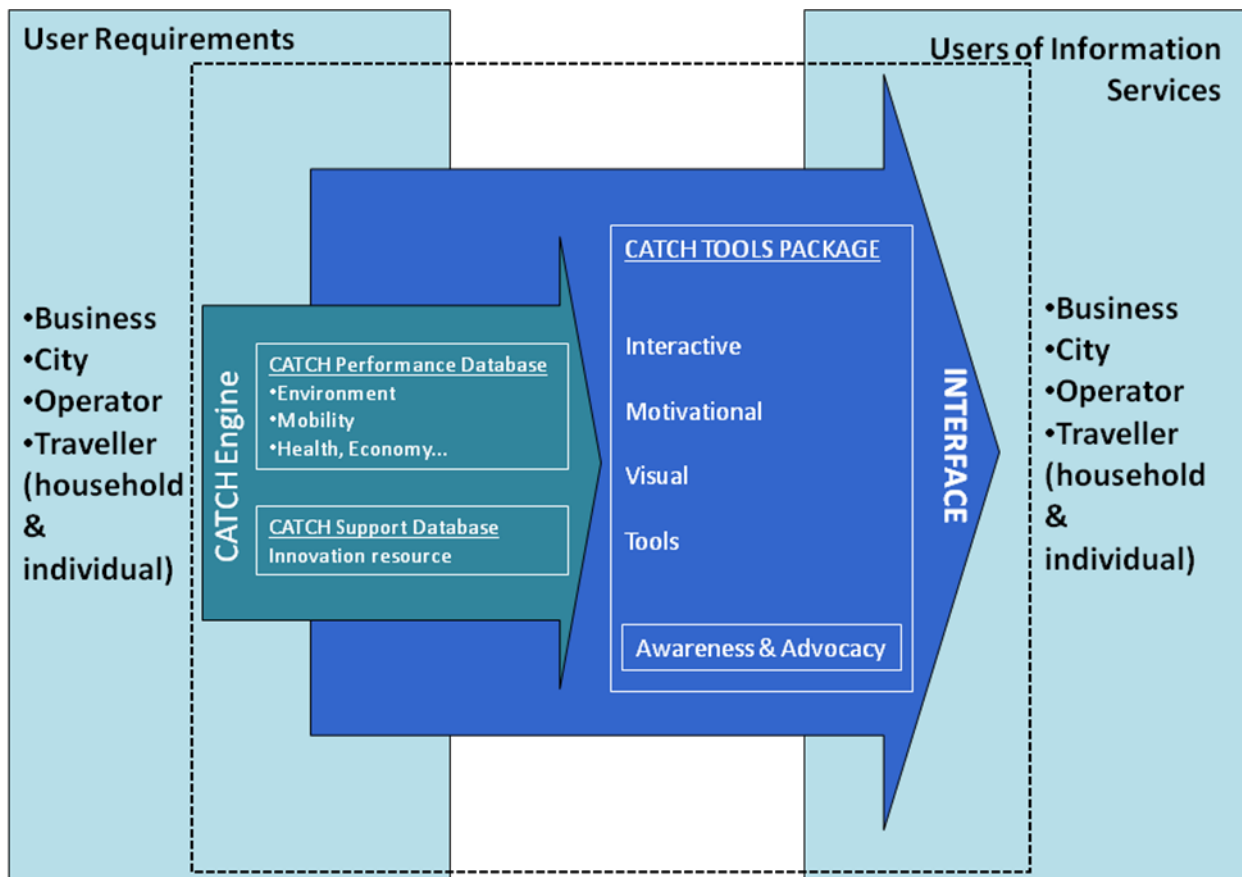 User Requirements
•Business
•City
•Operator
•Traveller
(household
&
individual)
CATCH Engine
CATCH Performance Database
•Environment
•Mobility
•Health, Economy...
CATCH Support Database
Innovation resource
CATCH TOOLS PACKAGE
Interactive
Motivational
Visual
Tools
Awareness & Advocacy
INTERFACE
Users of Information
Services
•Business
•City
•Operator
•Traveller
(household
&
individual)